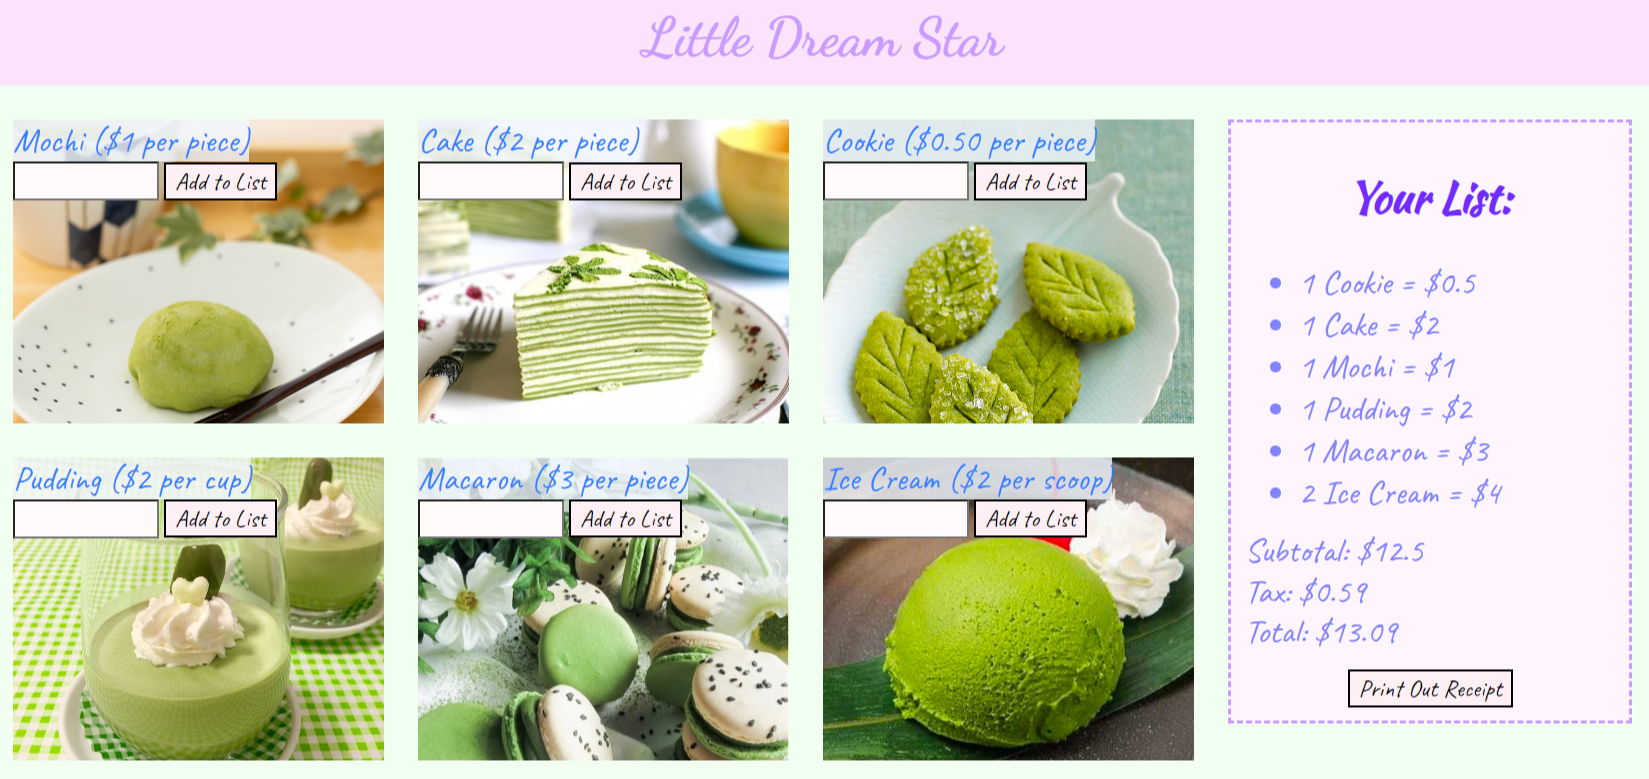 Little Dream Star
Mochi ($1 per piece)
Add to List
Cake ($2 per piece)
Add to List
Cookie ($0.50 per piece)
Add to List
Pudding ($2 per cup)
Add to List
Macaron ($3 per piece)
Add to List
Ice Cream ($2 per scoop)
Add to List
Your List:
1 Cookie = $0.5
1 Cake = $2
1 Mochi = $1
1 Pudding = $2
1 Macaron = $3
2 Ice Cream = $4
Subtotal: $12.5
Tax: $0.59
Total: $13.09
Print Out Receipt